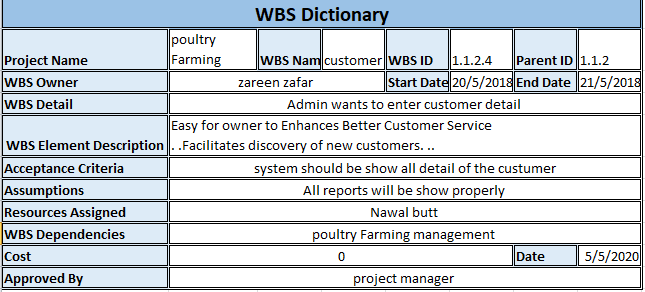 WBS Dictionary
Project Name poultry Farming WBS Nam customer WBS ID 1.1.2.4 Parent ID 1.1.2
WBS Owner zareen zafar Start Date 20/5/2018 End Date 21/5/2018
WBS Detail Admin wants to enter customer detail
WBS Element Description Easy for owner to Enhances Better Customer Service
. .Facilitates discovery of new customers. ..
Acceptance Criteria system should be show all detail of the custumer
Assumptions All reports will be show properly
Resources Assigned Nawal butt
WBS Dependencies poultry Farming management
Cost 0 Date 5/5/2020
Approved By project manager